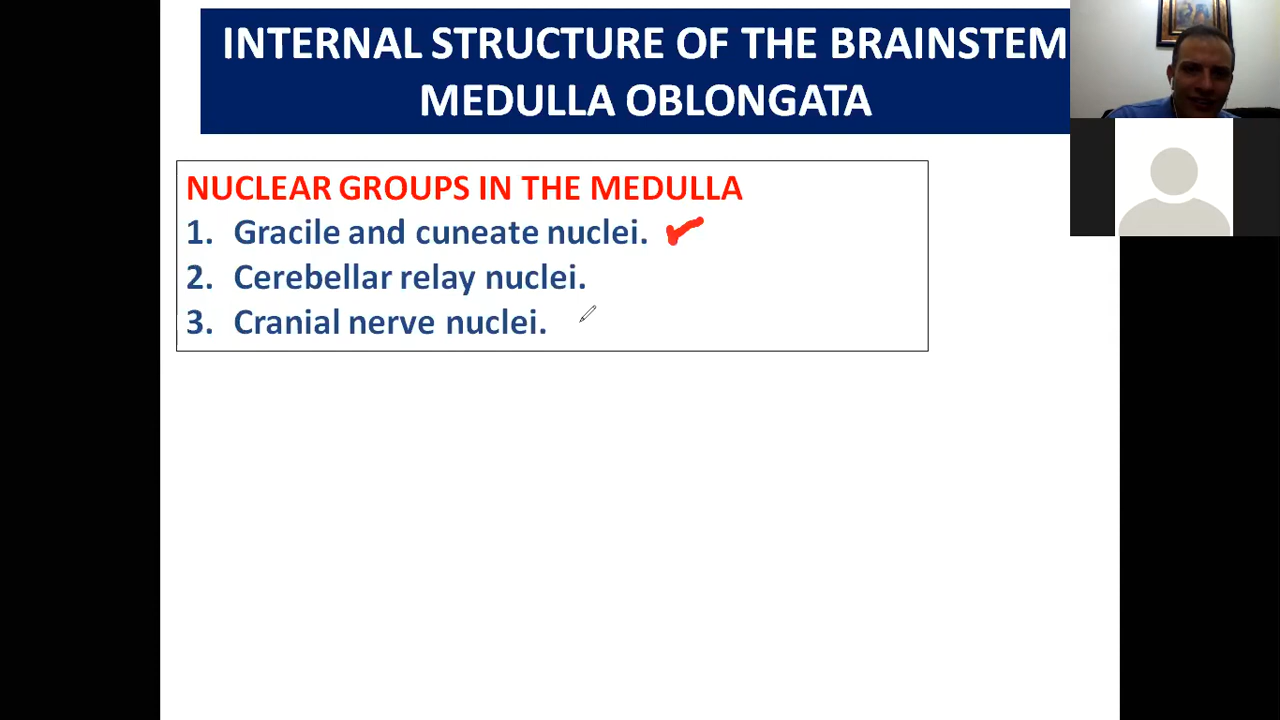 INTERNAL STRUCTURE OF THE BRAINSTEM
MEDULLA OBLONGATA
NUCLEAR GROUPS IN THE MEDULLA
1. Gracile and cuneate nuclei.
2. Cerebellar relay nuclei.
3. Cranial nerve nuclei.